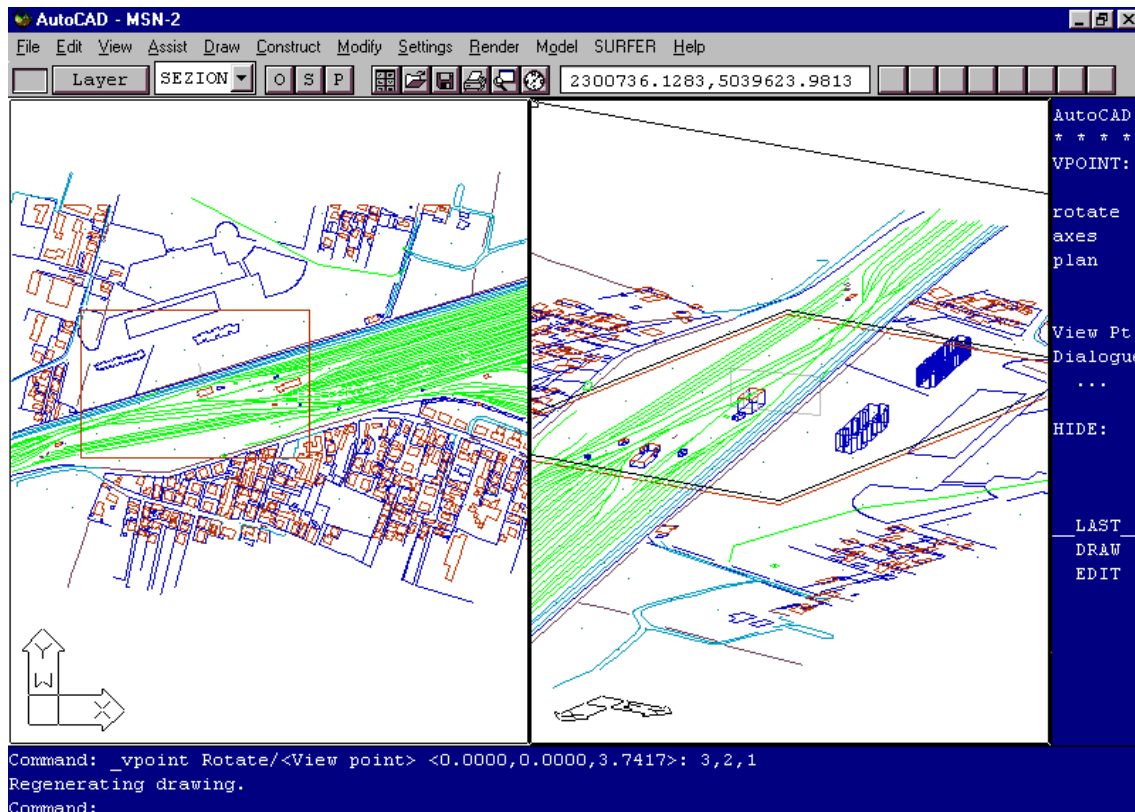 AutoCAD - MSN-2
File Edit View Assist Draw Construct Modify Settings Render Model SURFER Help
Layer SEZION O S P 2300736.1283,5039623.9813
AutoCAD
* * * *
VPOINT:
rotate
axes
plan
View Pt
Dialogue
...
HIDE:
__LAST_
DRAW
EDIT
Y
W
X
Command: _vpoint Rotate/<View point> <0.0000,0.0000,3.7417>: 3,2,1
Regenerating drawing.
Command: